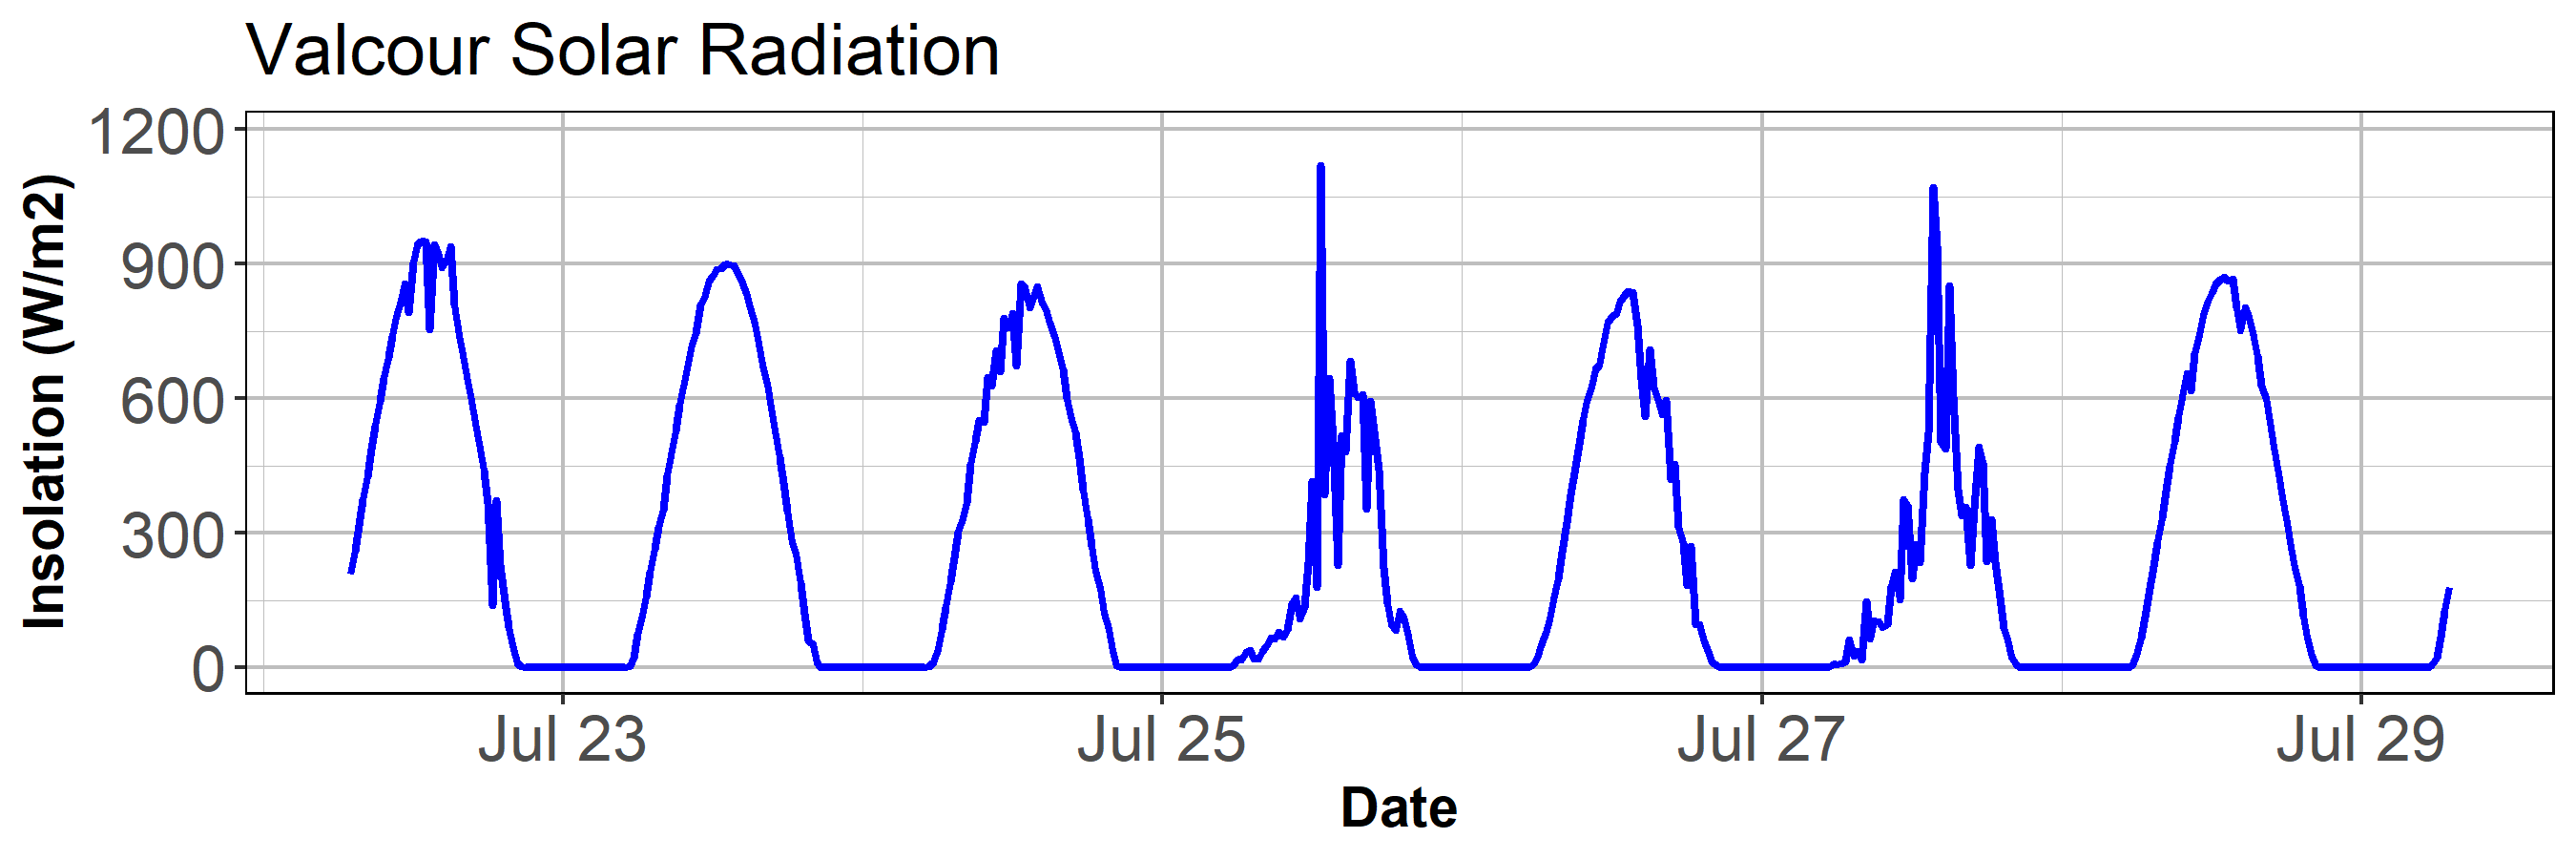 Valcour Solar Radiation
1200
900
600
300
0
Insolation (W/m2)
Jul 23
Jul 25
Jul 27
Jul 29
Date